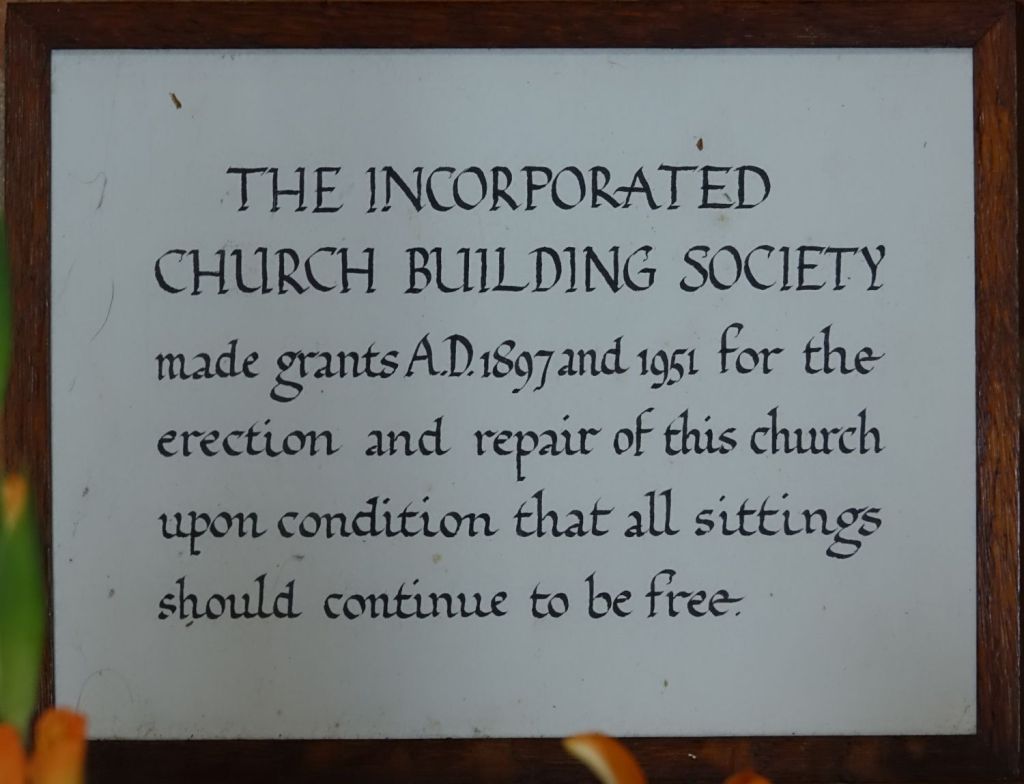 THE INCORPORATED
CHURCH BUILDING SOCIETY
made grants A.D. 1897 and 1951 for the
erection and repair of this church
upon condition that all sittings
should continue to be free.